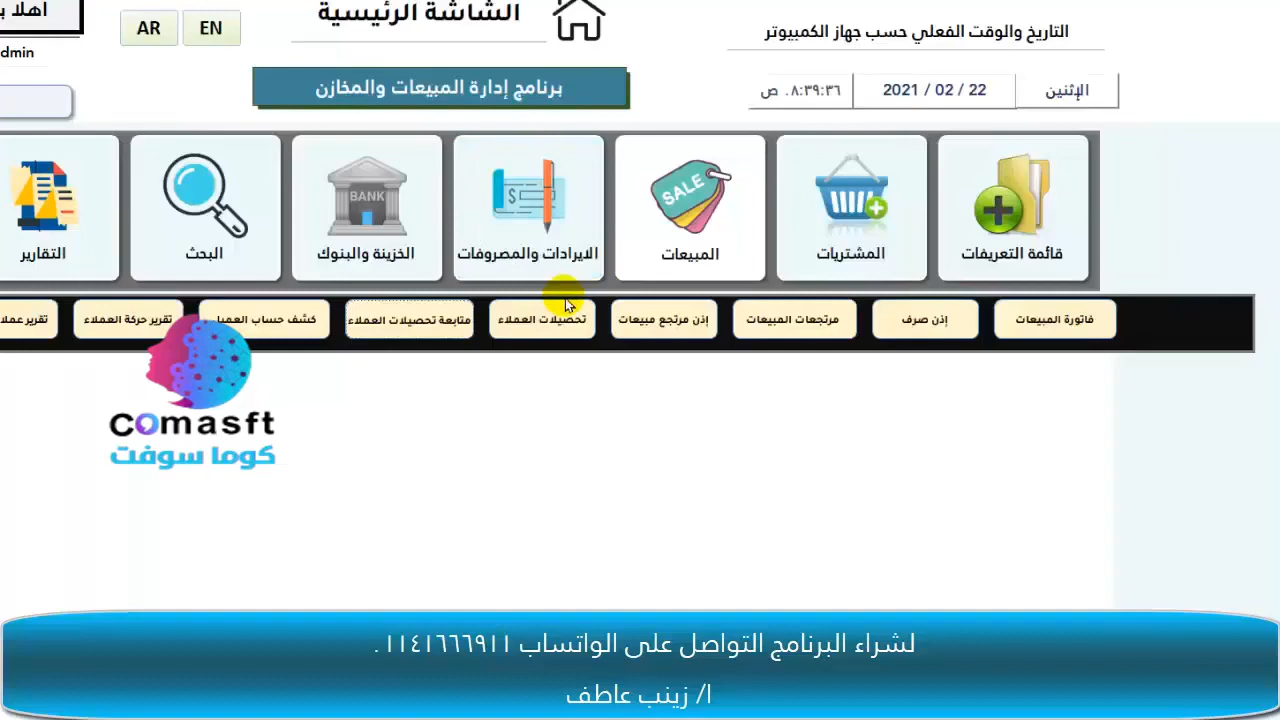 الشاشة الرئيسية
اهلا
AR
EN
dmin
التاريخ والوقت الفعلي حسب جهاز الكمبيوتر
برنامج إدارة المبيعات والمخازن
الإثنين
2021 / 02 / 22
٠٨:٣٩:٣٦ ص
قائمة التعريفات
المشتريات
SALE
المبيعات
$
الايرادات والمصروفات
BANK
الخزينة والبنوك
البحث
التقارير
فاتورة المبيعات
إذن صرف
مرتجعات المبيعات
إذن مرتجع مبيعات
تحصيلات العملاء
متابعة تحصيلات العملاء
كشف حساب العميل
تقرير حركة العملاء
تقرير عملا
comasft
كوما سوفت
لشراء البرنامج التواصل على الواتساب ٠١١٤١٦٦٦٩١١
ا/ زينب عاطف